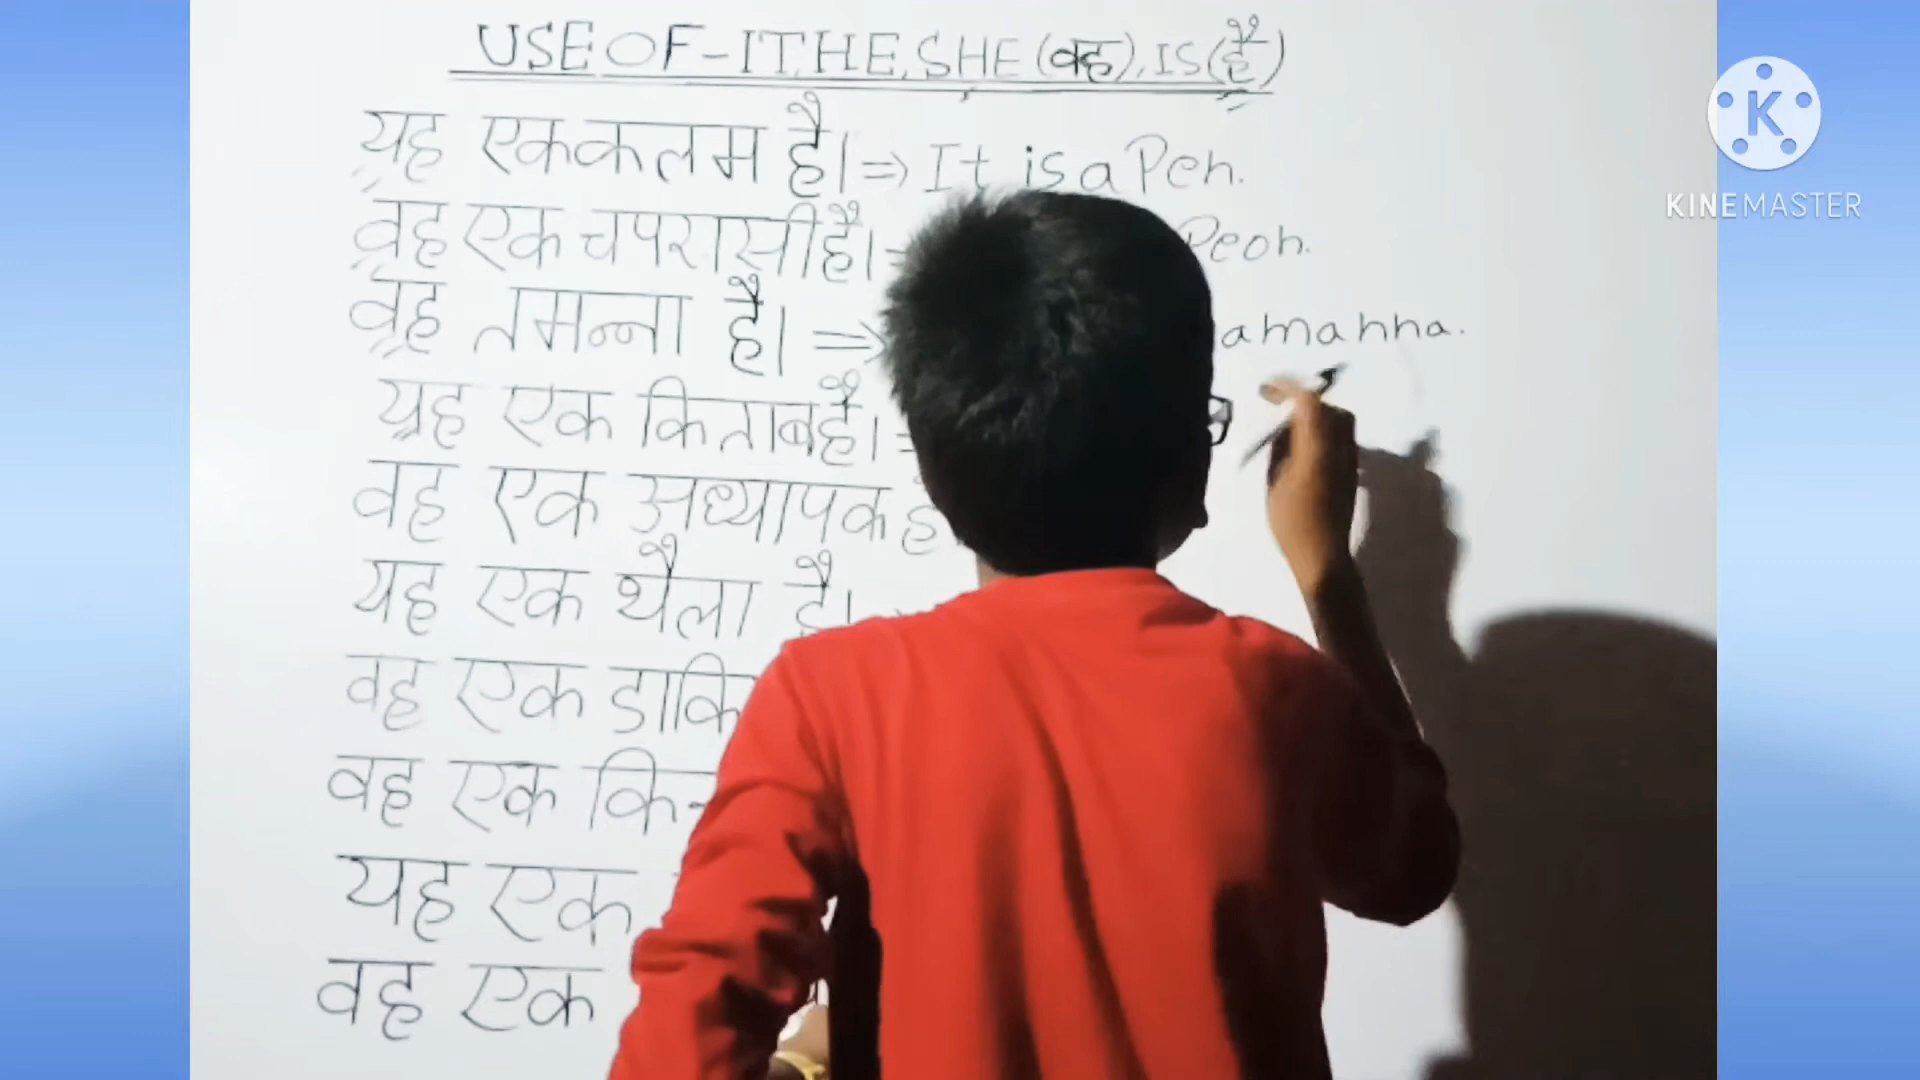 USE OF - IT, HE, SHE (वह), IS (है)
यह एक कलम है। => It is a Pen.
वह एक चपरासी है। Peon.
वह तमन्ना है। => amanna.
यह एक किताब है। =
वह एक अध्यापक
यह एक थैला है।
वह एक
वह एक
यह एक
वह एक
K
KINEMASTER